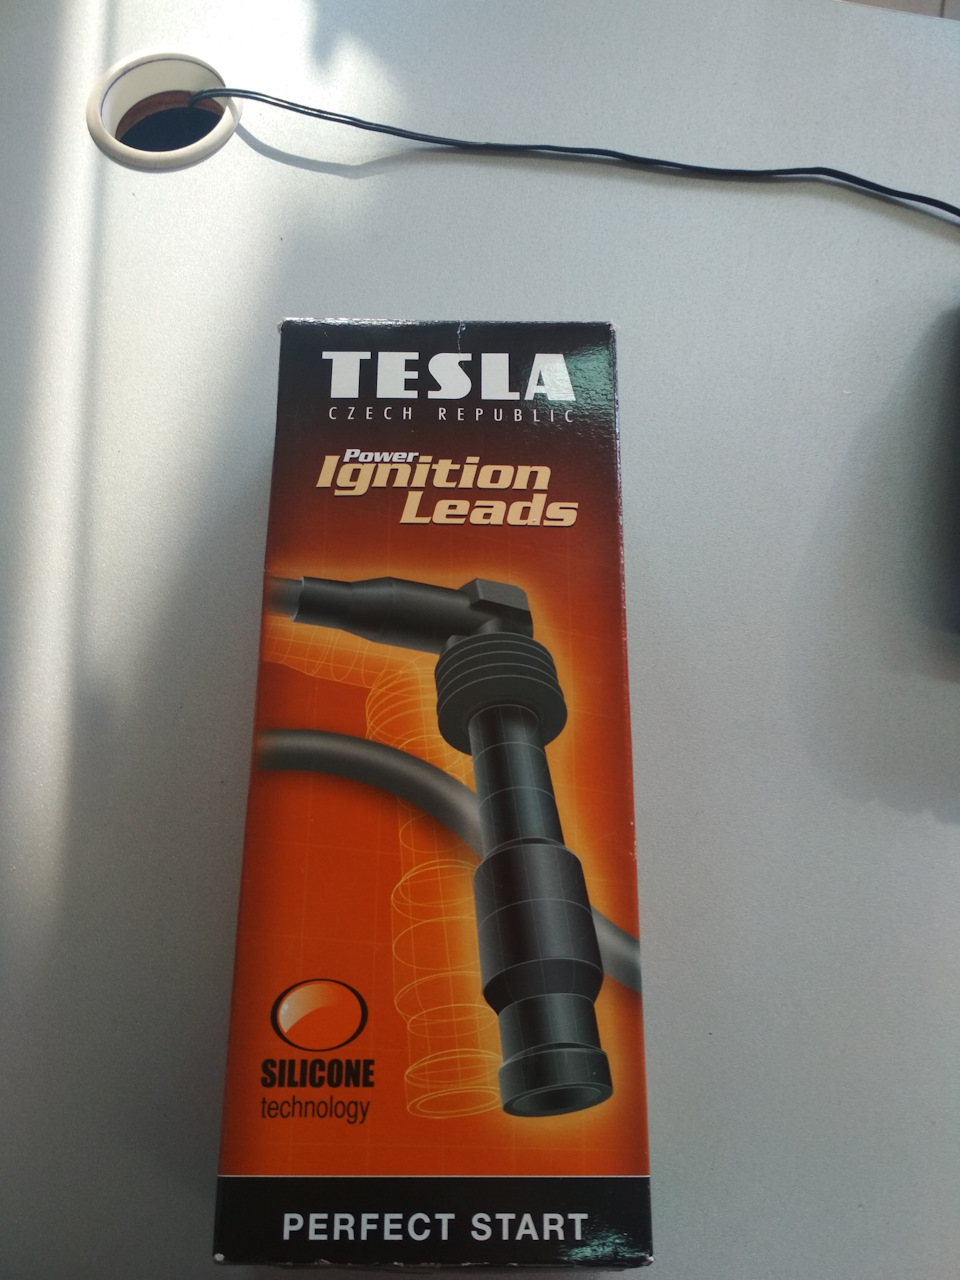 TESLA
CZECH REPUBLIC
Power
Ignition
Leads
SILICONE
technology
PERFECT START